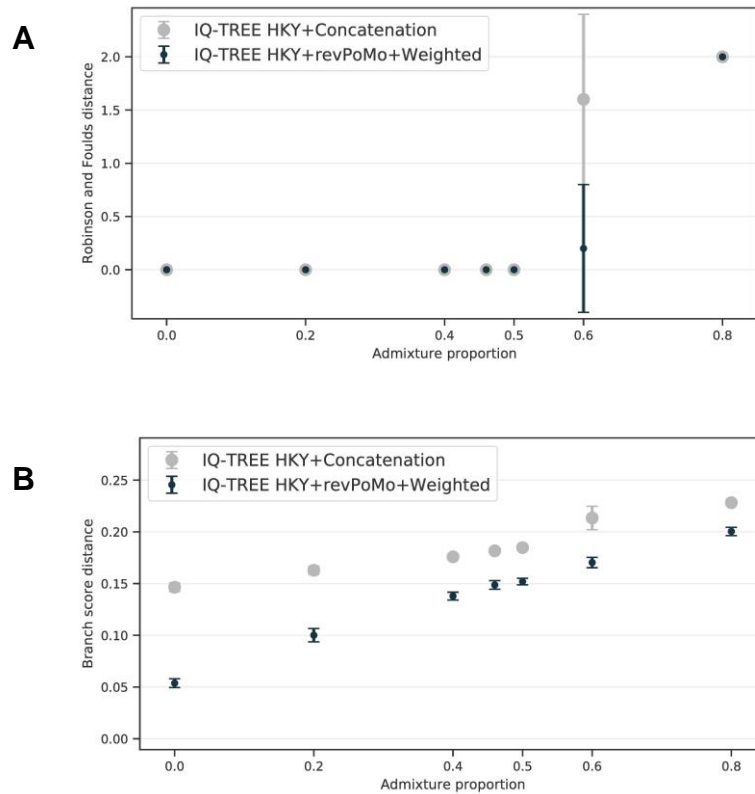 A
IQ-TREE HKY+Concatenation
IQ-TREE HKY+revPoMo+Weighted
Robinson and Foulds distance
2.0
1.5
1.0
0.5
0.0
0.0 0.2 0.4 0.5 0.6 0.8
Admixture proportion
B
IQ-TREE HKY+Concatenation
IQ-TREE HKY+revPoMo+Weighted
Branch score distance
0.25
0.20
0.15
0.10
0.05
0.00
0.0 0.2 0.4 0.5 0.6 0.8
Admixture proportion